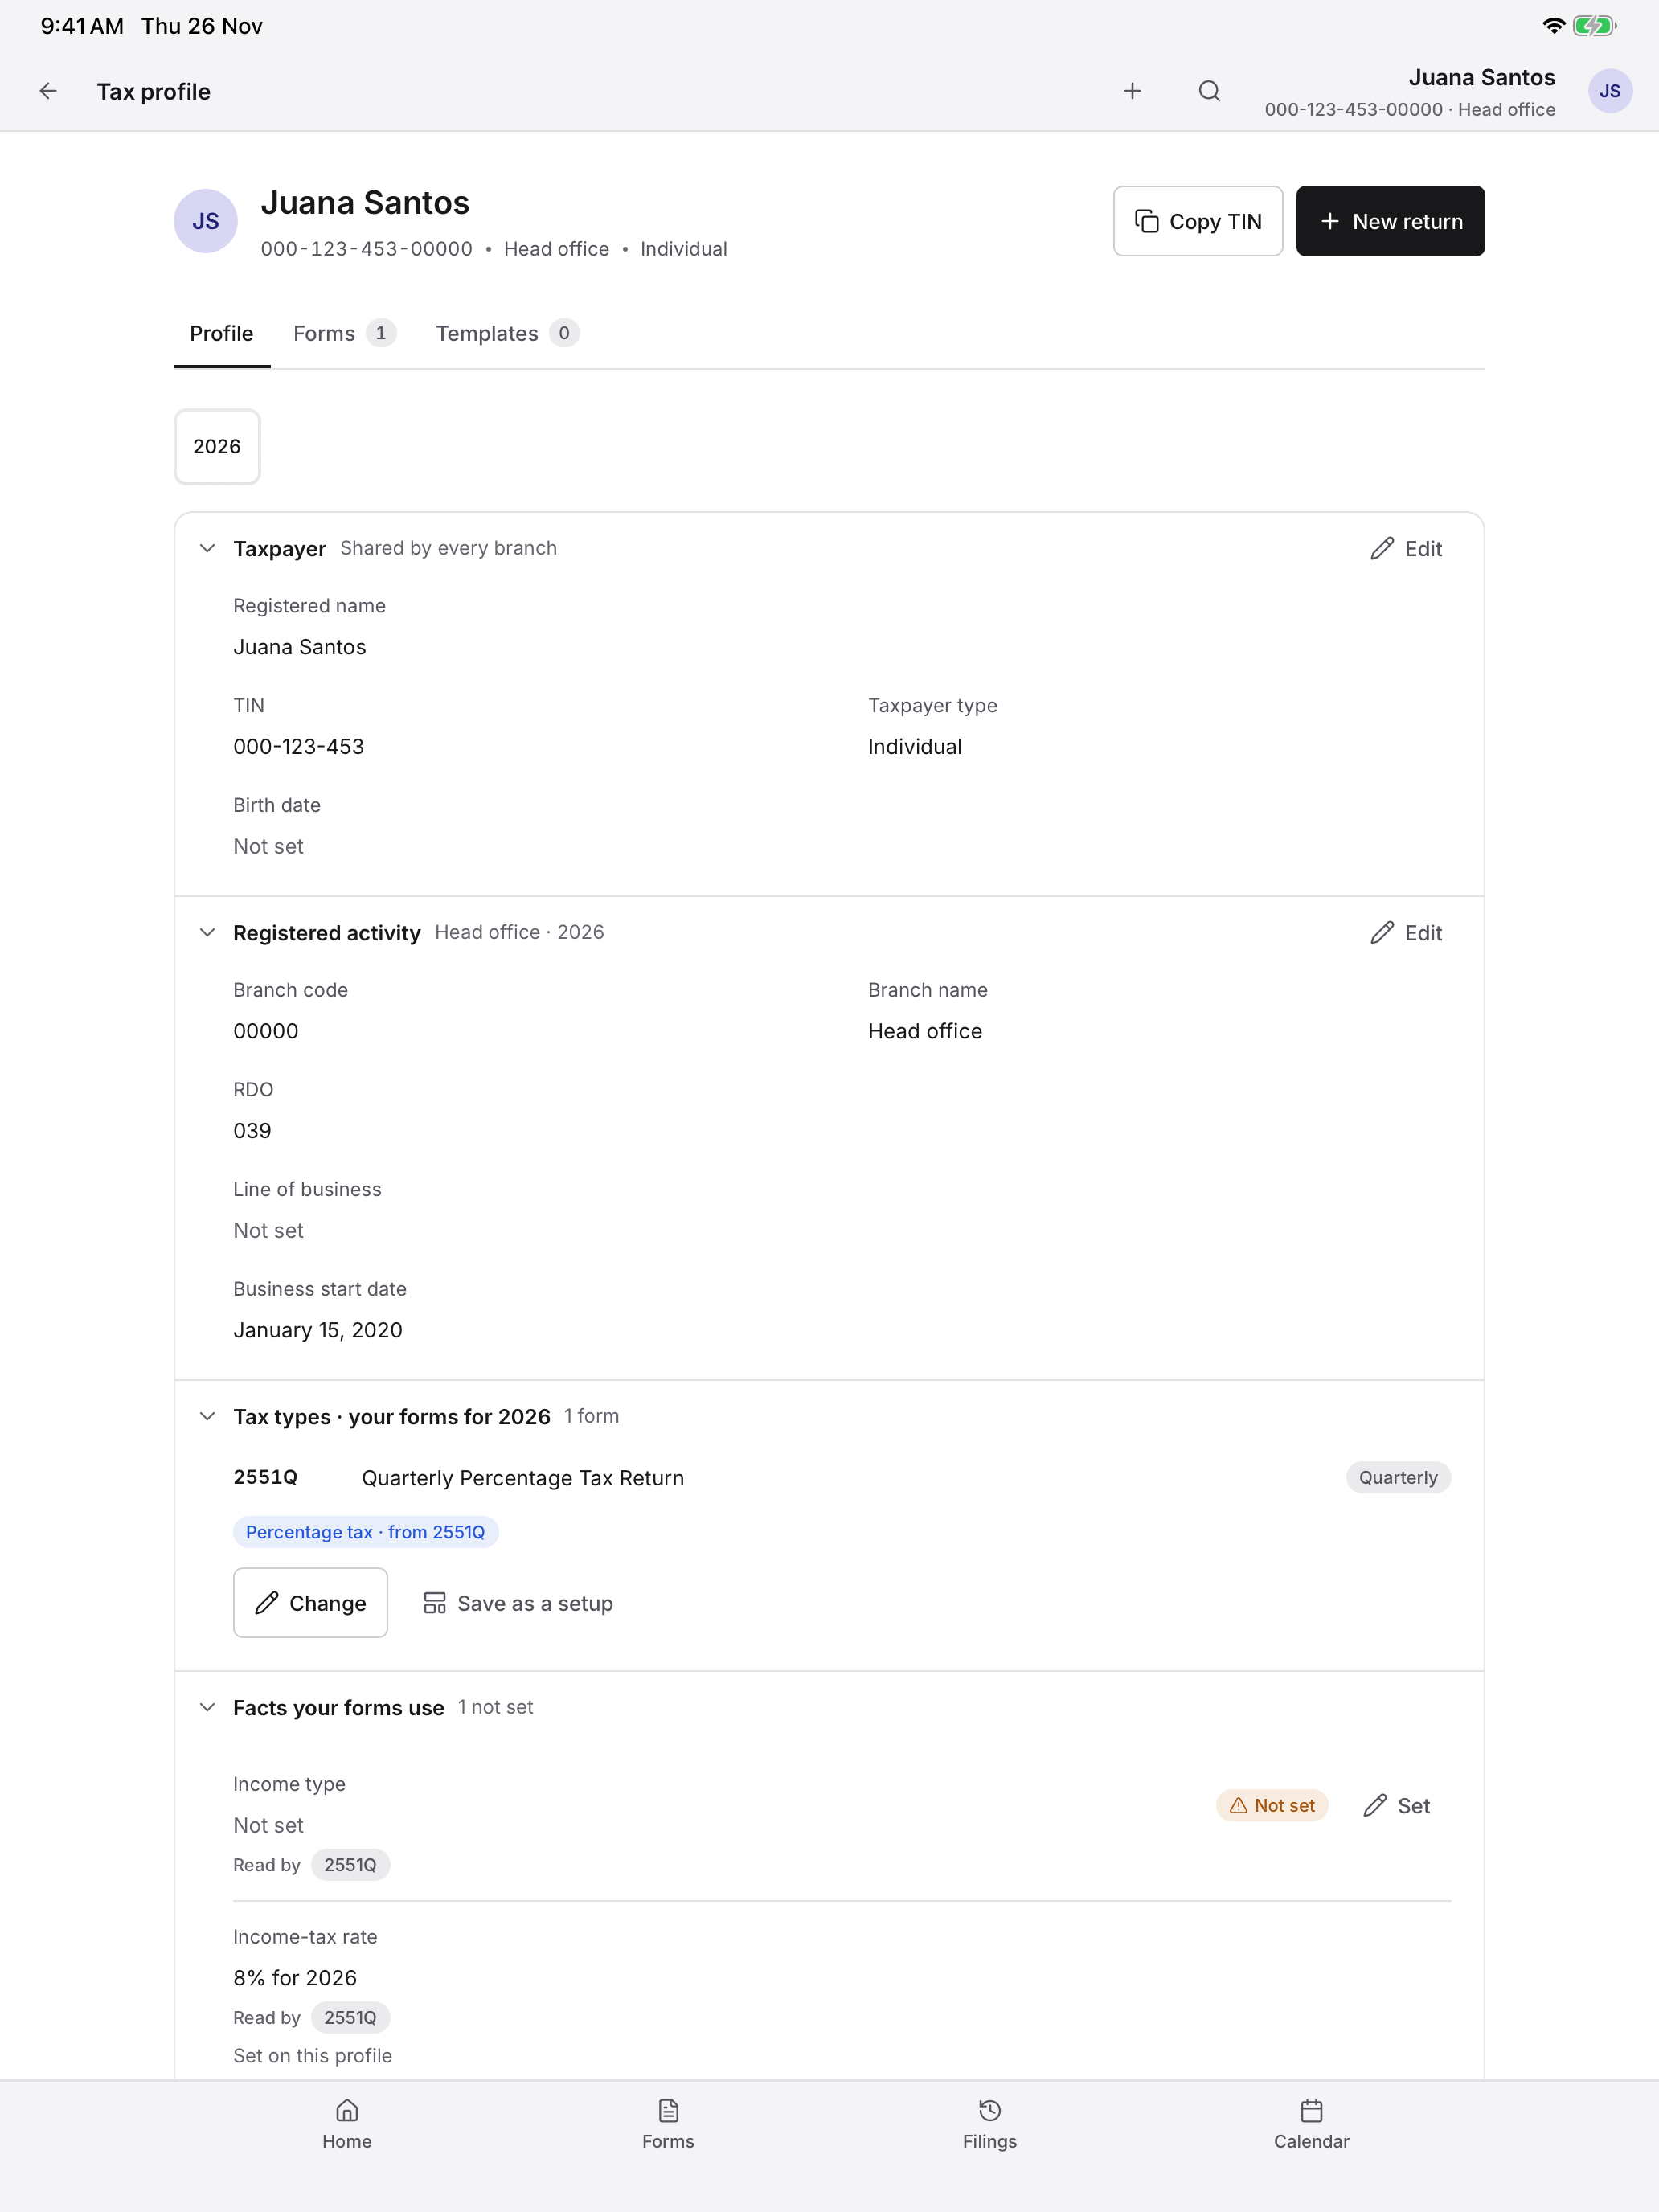 9:41 AM Thu 26 Nov
Tax profile
Juana Santos
000-123-453-00000 · Head office
JS
JS
Juana Santos
000-123-453-00000 • Head office • Individual
Copy TIN
New return
Profile
Forms 1
Templates 0
2026
Taxpayer Shared by every branch
Edit
Registered name
Juana Santos
TIN
000-123-453
Taxpayer type
Individual
Birth date
Not set
Registered activity Head office · 2026
Edit
Branch code
00000
Branch name
Head office
RDO
039
Line of business
Not set
Business start date
January 15, 2020
Tax types · your forms for 2026 1 form
2551Q Quarterly Percentage Tax Return Quarterly
Percentage tax · from 2551Q
Change
Save as a setup
Facts your forms use 1 not set
Income type
Not set
Read by 2551Q
Not set
Set
Income-tax rate
8% for 2026
Read by 2551Q
Set on this profile
Home
Forms
Filings
Calendar